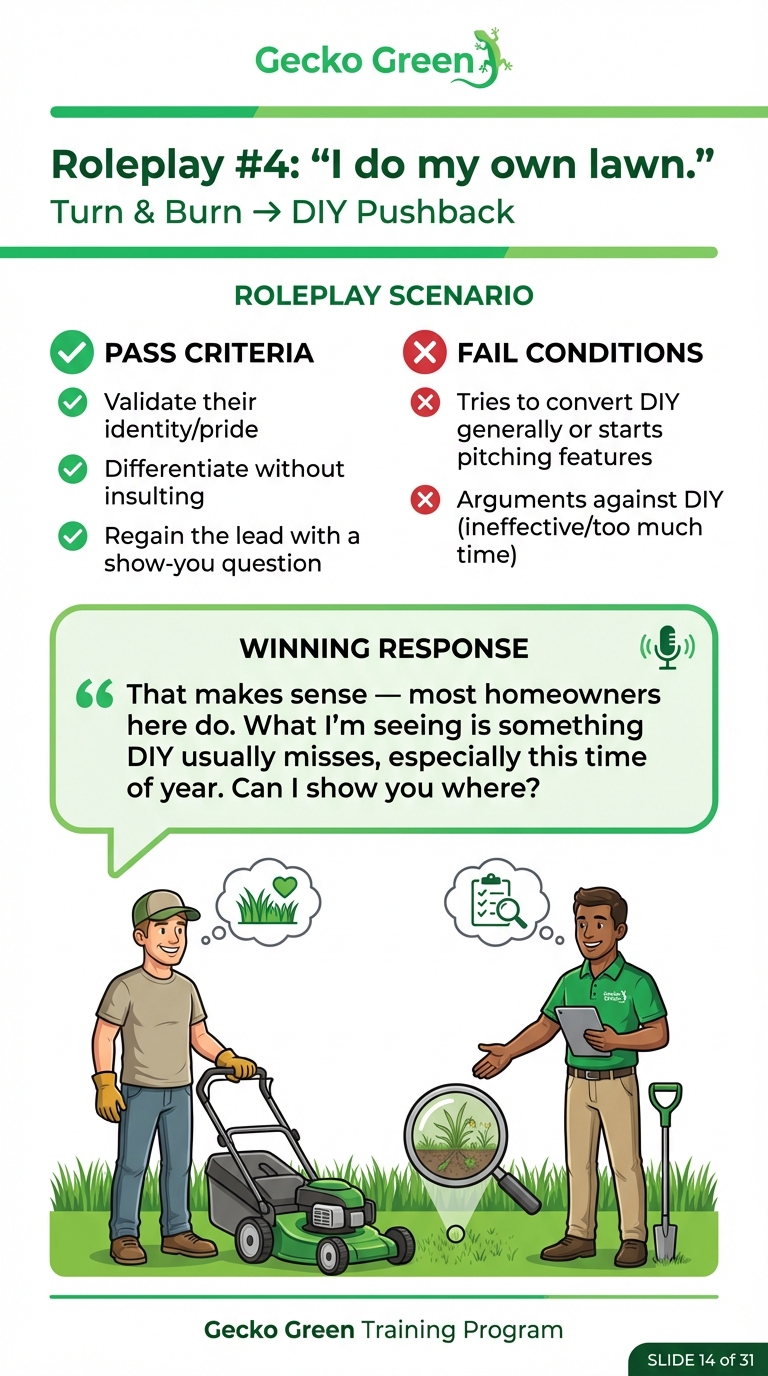 Gecko Green
Roleplay #4: “I do my own lawn.”
Turn & Burn → DIY Pushback
ROLEPLAY SCENARIO
PASS CRITERIA
Validate their
identity/pride
Differentiate without
insulting
Regain the lead with a
show-you question
FAIL CONDITIONS
Tries to convert DIY
generally or starts
pitching features
Arguments against DIY
(ineffective/too much
time)
WINNING RESPONSE
“That makes sense — most homeowners
here do. What I’m seeing is something
DIY usually misses, especially this time
of year. Can I show you where?
Gecko Green Training Program
SLIDE 14 of 31